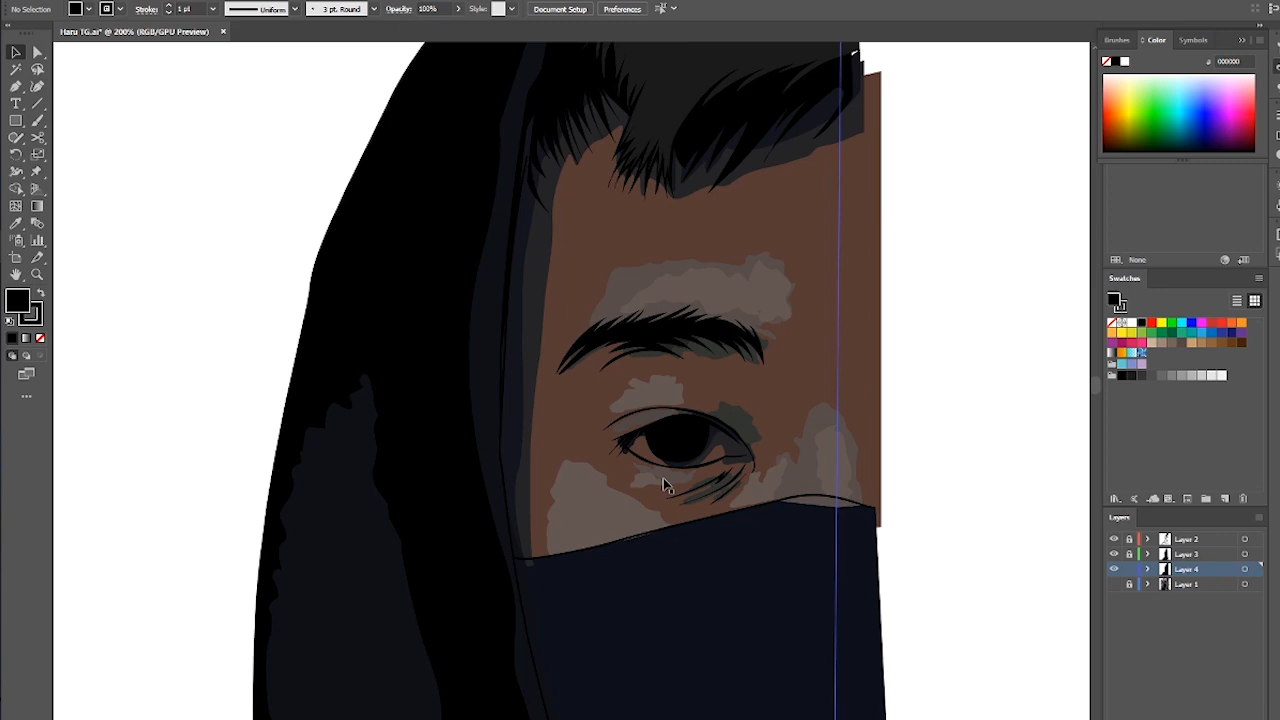 No Selection Stroke: 1 pt Uniform 3 pt. Round Opacity: 100% Style: Document Setup Preferences
Haru TG.ai* @ 200% (RGB/GPU Preview) ×
Brushes Color Symbols
# 000000
None
Swatches
Layers
Layer 2
Layer 3
Layer 4
Layer 1